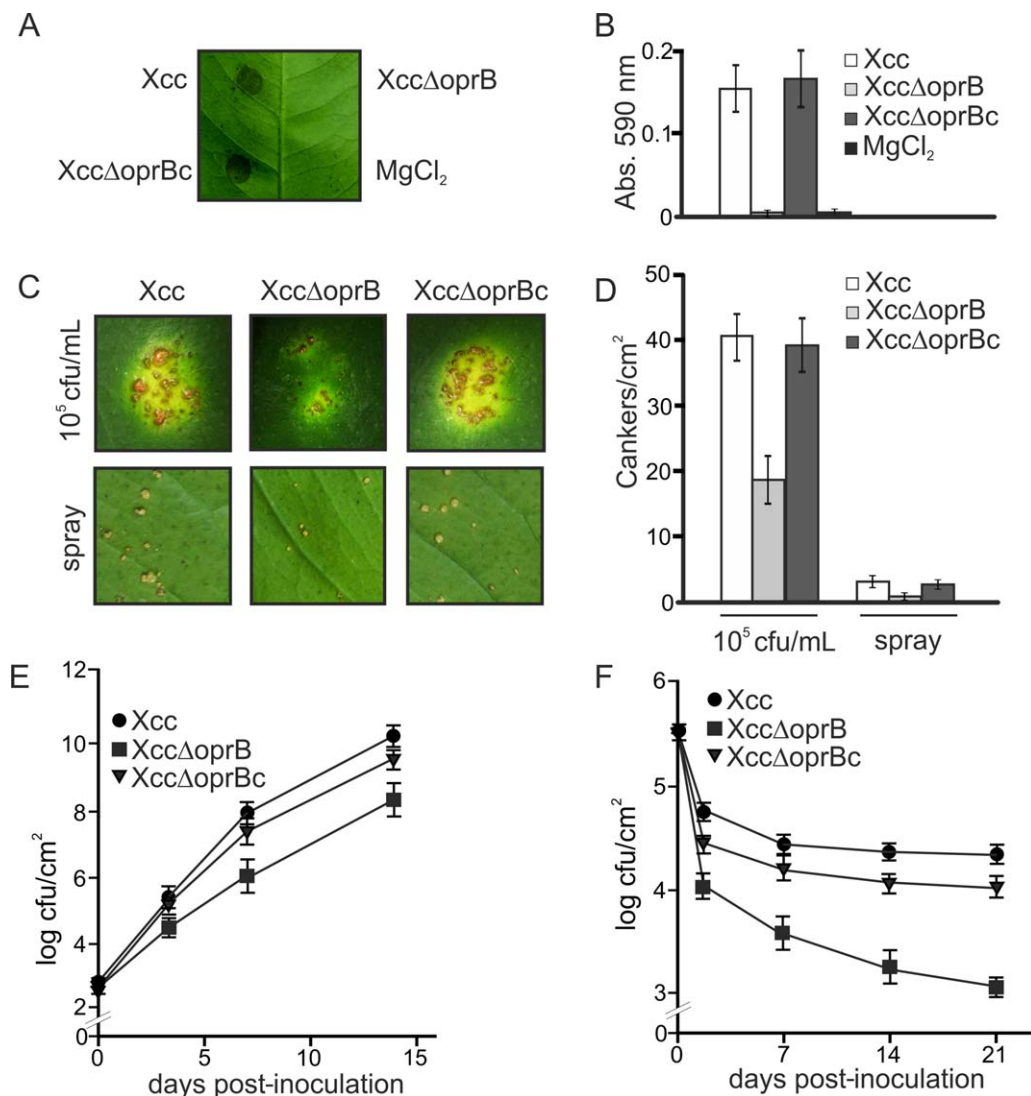 A
Xcc
XccΔoprB
XccΔoprBc
MgCl₂
B
Abs. 590 nm
0.2
0.1
0
Xcc
XccΔoprB
XccΔoprBc
MgCl₂
C
Xcc
XccΔoprB
XccΔoprBc
10⁵ cfu/mL
spray
D
Cankers/cm²
50
40
30
20
10
0
Xcc
XccΔoprB
XccΔoprBc
10⁵ cfu/mL
spray
E
log cfu/cm²
12
10
8
6
4
2
0
Xcc
XccΔoprB
XccΔoprBc
0 5 10 15
days post-inoculation
F
log cfu/cm²
6
5
4
3
0
Xcc
XccΔoprB
XccΔoprBc
0 7 14 21
days post-inoculation